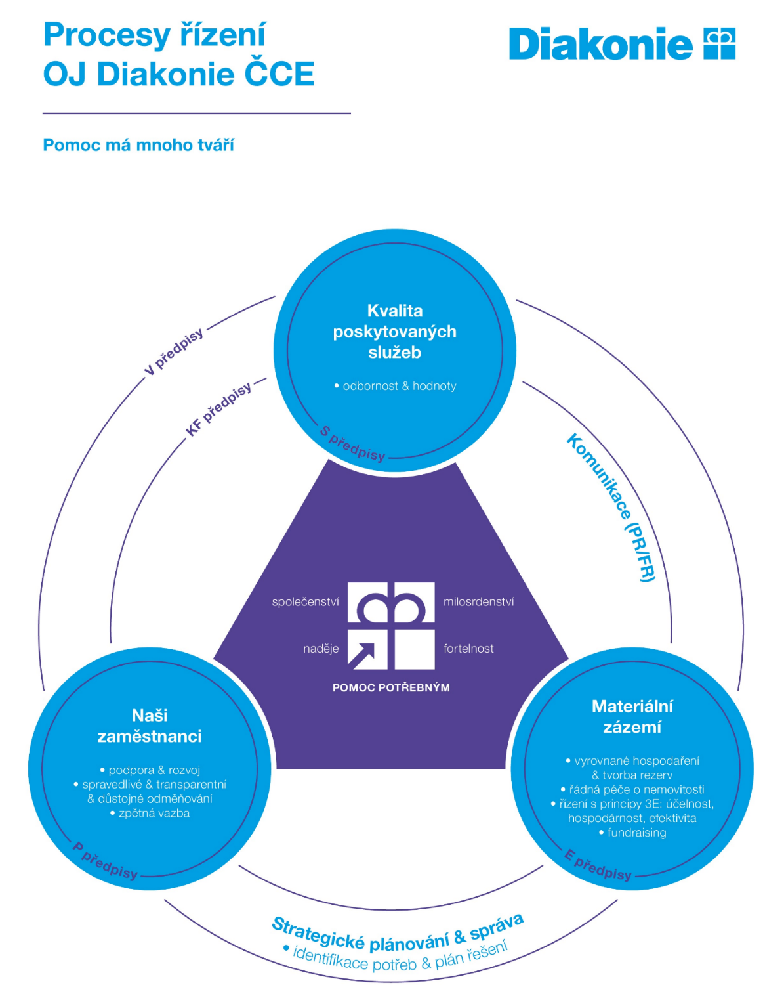 Procesy řízení
OJ Diakonie ČCE
Diakonie
Pomoc má mnoho tváří
Kvalita
poskytovaných
služeb
• odbornost & hodnoty
S předpisy
V předpisy
KF předpisy
Komunikace (PR/FR)
společenství
milosrdenství
naděje
fortelnost
POMOC POTŘEBNÝM
Naši
zaměstnanci
• podpora & rozvoj
• spravedlivé & transparentní
& důstojné odměňování
• zpětná vazba
P předpisy
Materiální
zázemí
• vyrovnané hospodaření
& tvorba rezerv
• řádná péče o nemovitosti
• řízení s principy 3E: účelnost,
hospodárnost, efektivita
• fundraising
E předpisy
Strategické plánování & správa
• identifikace potřeb & plán řešení